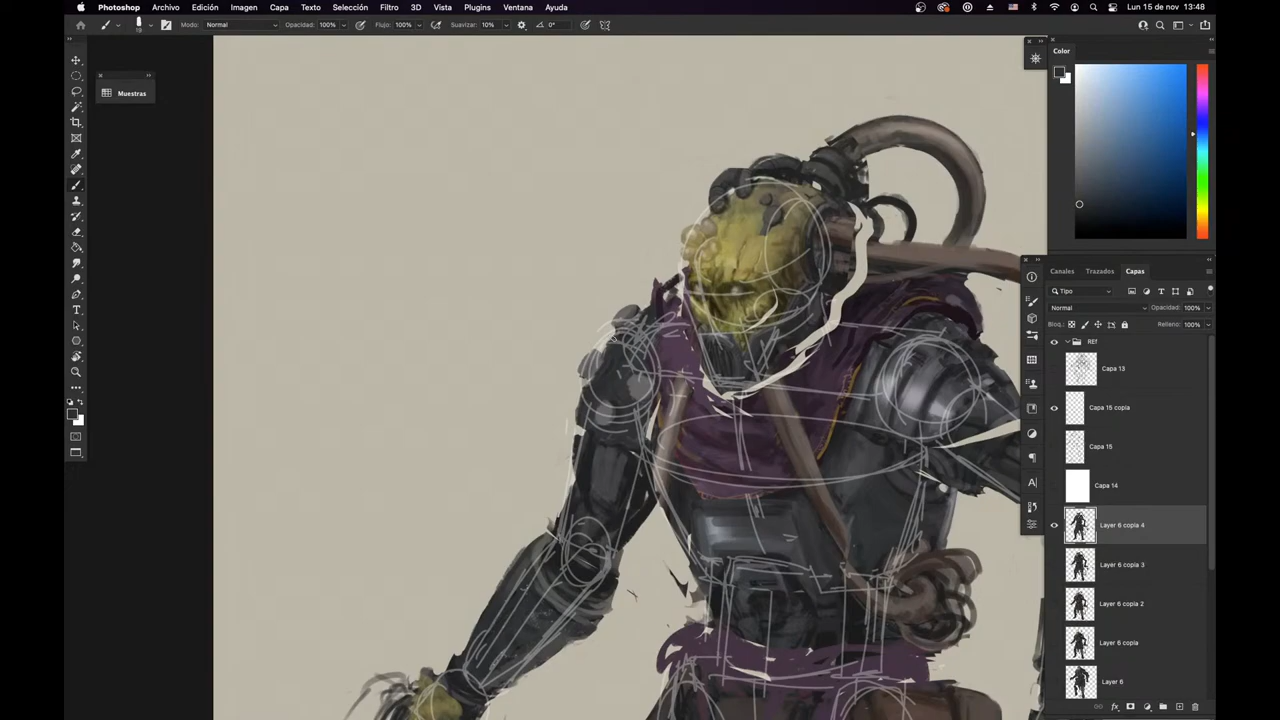 Photoshop Archivo Edición Imagen Capa Texto Selección Filtro 3D Vista Plugins Ventana Ayuda Lun 15 de nov 13:48
Modo: Normal Opacidad: 100% Flujo: 100% Suavizar: 10% 0°
Color
Muestras
Canales Trazados Capas
Tipo
Normal Opacidad: 100%
Bloq.: Relleno: 100%
REf
Capa 13
Capa 15 copia
Capa 15
Capa 14
Layer 6 copia 4
Layer 6 copia 3
Layer 6 copia 2
Layer 6 copia
Layer 6
fx